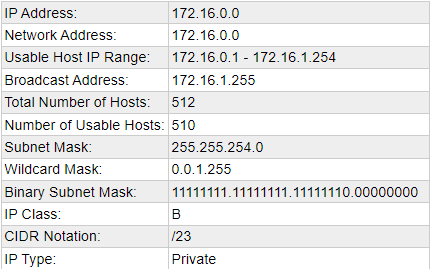 IP Address: 172.16.0.0
Network Address: 172.16.0.0
Usable Host IP Range: 172.16.0.1 - 172.16.1.254
Broadcast Address: 172.16.1.255
Total Number of Hosts: 512
Number of Usable Hosts: 510
Subnet Mask: 255.255.254.0
Wildcard Mask: 0.0.1.255
Binary Subnet Mask: 11111111.11111111.11111110.00000000
IP Class: B
CIDR Notation: /23
IP Type: Private